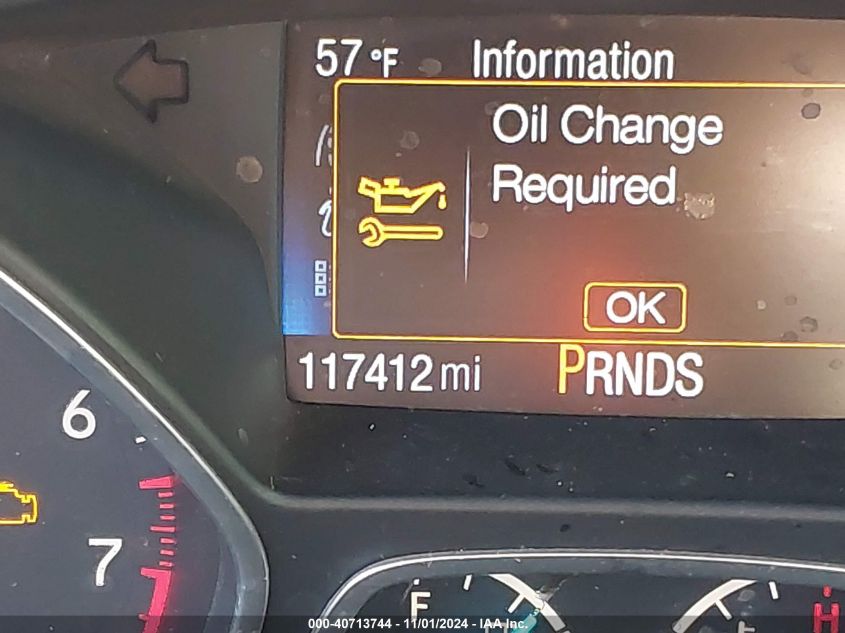 57 °F Information
Oil Change
Required
OK
117412 mi PRNDS
6
7
F
H
000-40713744 - 11/01/2024 - IAA Inc.